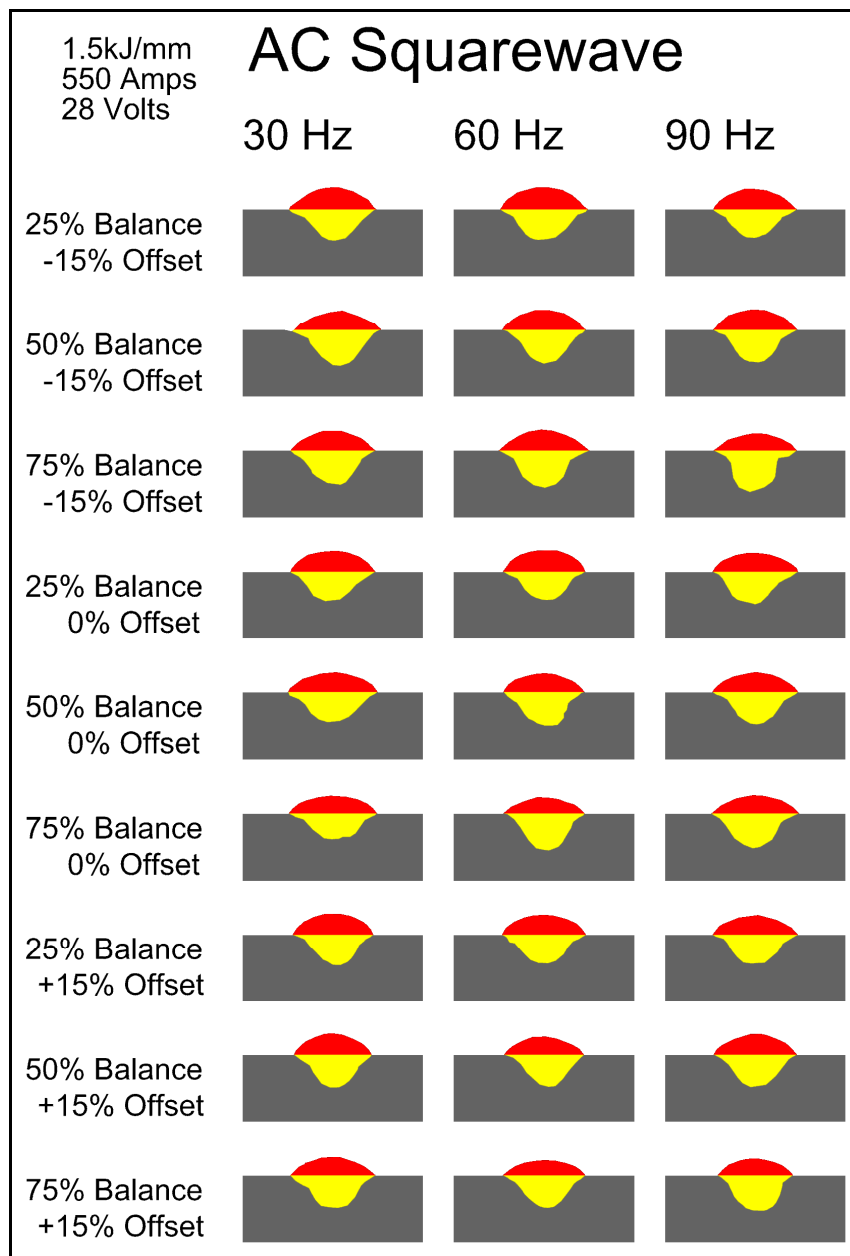 1.5kJ/mm
550 Amps
28 Volts
AC Squarewave
30 Hz
60 Hz
90 Hz
25% Balance
-15% Offset
50% Balance
-15% Offset
75% Balance
-15% Offset
25% Balance
0% Offset
50% Balance
0% Offset
75% Balance
0% Offset
25% Balance
+15% Offset
50% Balance
+15% Offset
75% Balance
+15% Offset